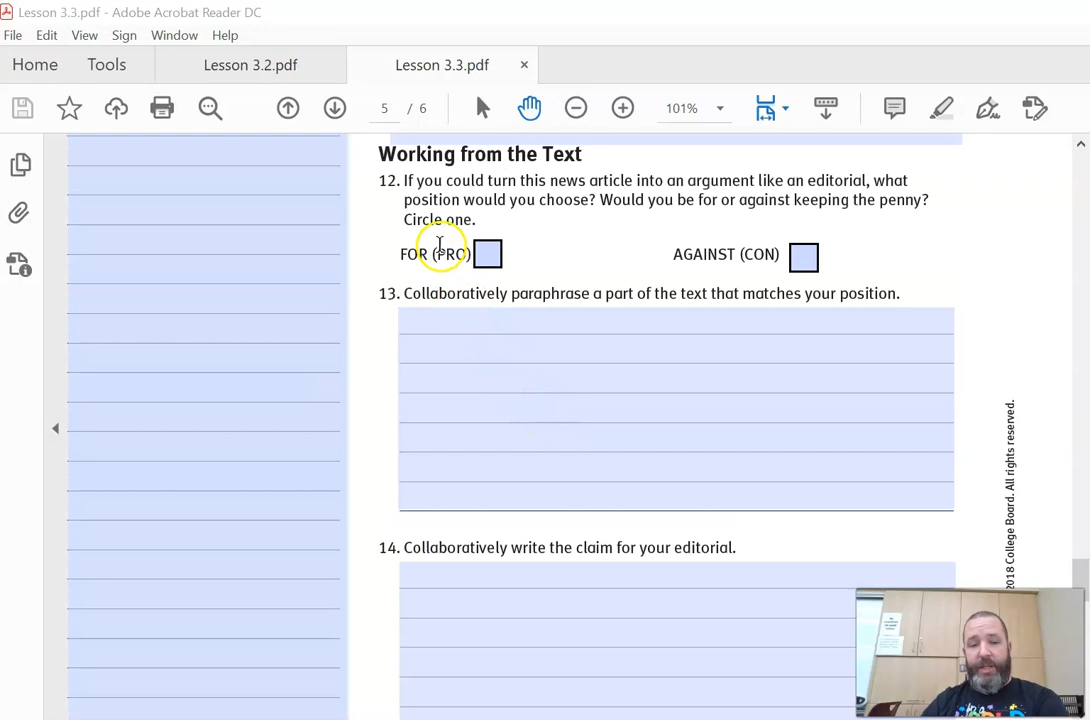 Lesson 3.3.pdf - Adobe Acrobat Reader DC
File Edit View Sign Window Help
Home Tools Lesson 3.2.pdf Lesson 3.3.pdf ×
5 / 6 101%
Working from the Text
12. If you could turn this news article into an argument like an editorial, what
position would you choose? Would you be for or against keeping the penny?
Circle one.
FOR (PRO) AGAINST (CON)
13. Collaboratively paraphrase a part of the text that matches your position.
14. Collaboratively write the claim for your editorial.
2018 College Board. All rights reserved.